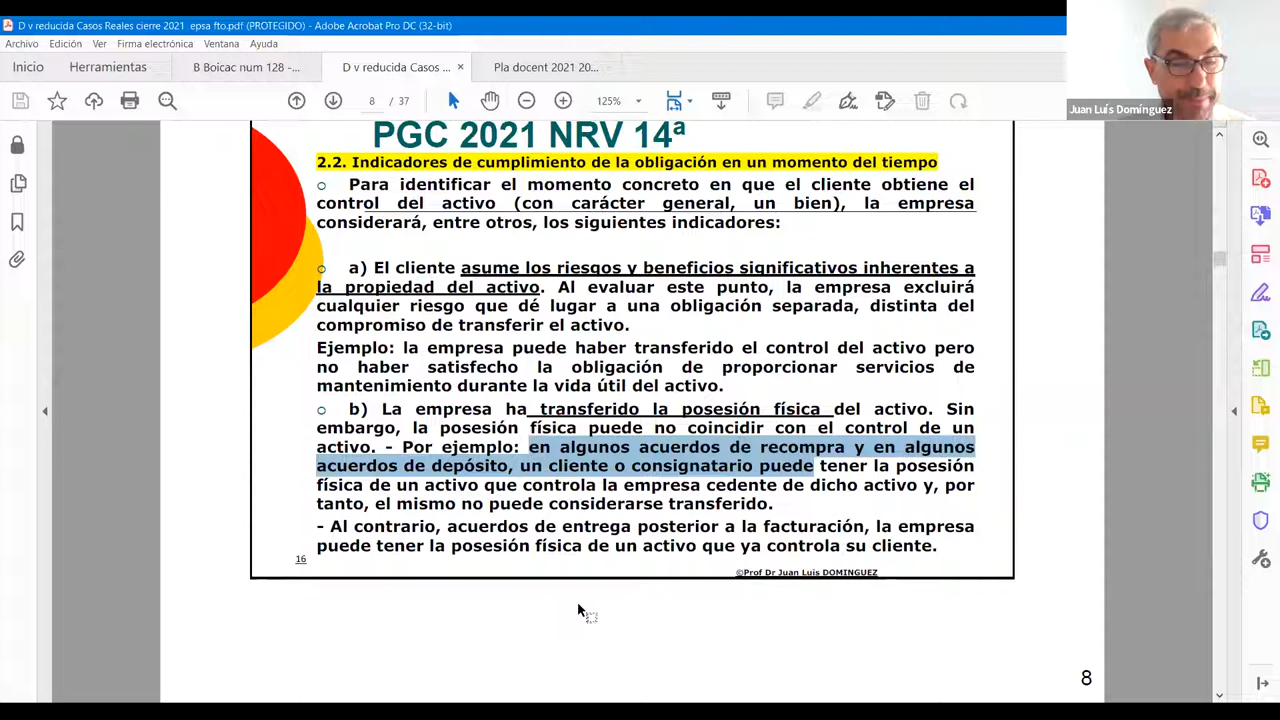 D v reducida Casos Reales cierre 2021 epsa fto.pdf (PROTEGIDO) - Adobe Acrobat Pro DC (32-bit)
Archivo Edición Ver Firma electrónica Ventana Ayuda
Inicio Herramientas B Boicac num 128 -... D v reducida Casos ... × Pla docent 2021 20...
8 / 37 125%
Juan Luís Domínguez
PGC 2021 NRV 14ª
2.2. Indicadores de cumplimiento de la obligación en un momento del tiempo
Para identificar el momento concreto en que el cliente obtiene el
control del activo (con carácter general, un bien), la empresa
considerará, entre otros, los siguientes indicadores:
a) El cliente asume los riesgos y beneficios significativos inherentes a
la propiedad del activo. Al evaluar este punto, la empresa excluirá
cualquier riesgo que dé lugar a una obligación separada, distinta del
compromiso de transferir el activo.
Ejemplo: la empresa puede haber transferido el control del activo pero
no haber satisfecho la obligación de proporcionar servicios de
mantenimiento durante la vida útil del activo.
b) La empresa ha transferido la posesión física del activo. Sin
embargo, la posesión física puede no coincidir con el control de un
activo. - Por ejemplo: en algunos acuerdos de recompra y en algunos
acuerdos de depósito, un cliente o consignatario puede tener la posesión
física de un activo que controla la empresa cedente de dicho activo y, por
tanto, el mismo no puede considerarse transferido.
- Al contrario, acuerdos de entrega posterior a la facturación, la empresa
puede tener la posesión física de un activo que ya controla su cliente.
16
©Prof Dr Juan Luis DOMINGUEZ
8